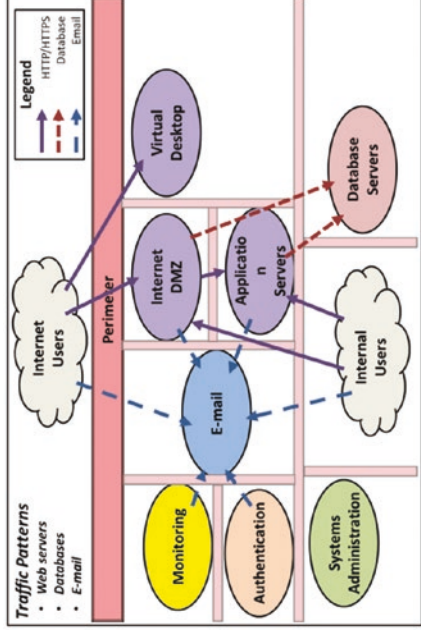 Traffic Patterns
• Web servers
• Databases
• E-mail
Internet
Users
Legend
HTTP/HTTPS
Database
Email
Perimeter
Monitoring
E-mail
Internet
DMZ
Virtual
Desktop
Authentication
Applicatio
n
Servers
Systems
Administration
Internal
Users
Database
Servers